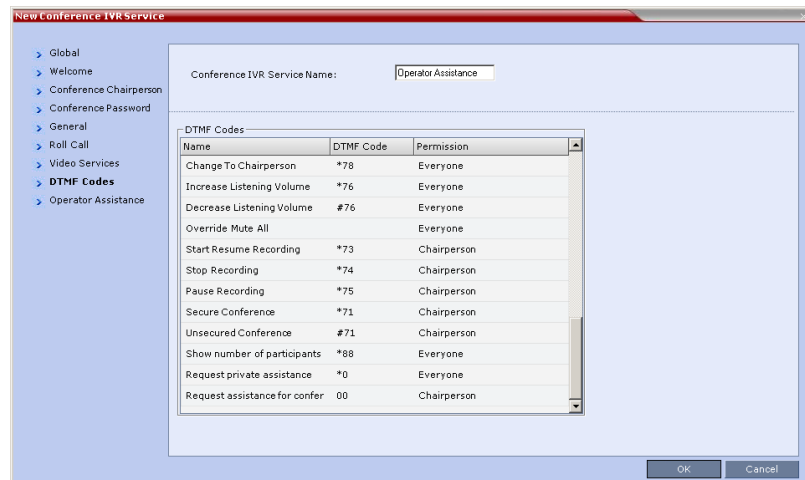 New Conference IVR Service
Global
Welcome
Conference Chairperson
Conference Password
General
Roll Call
Video Services
DTMF Codes
Operator Assistance
Conference IVR Service Name: Operator Assistance
DTMF Codes
Name DTMF Code Permission
Change To Chairperson *78 Everyone
Increase Listening Volume *76 Everyone
Decrease Listening Volume #76 Everyone
Override Mute All Everyone
Start Resume Recording *73 Chairperson
Stop Recording *74 Chairperson
Pause Recording *75 Chairperson
Secure Conference *71 Chairperson
Unsecured Conference #71 Chairperson
Show number of participants *88 Everyone
Request private assistance *0 Everyone
Request assistance for confer 00 Chairperson
OK Cancel